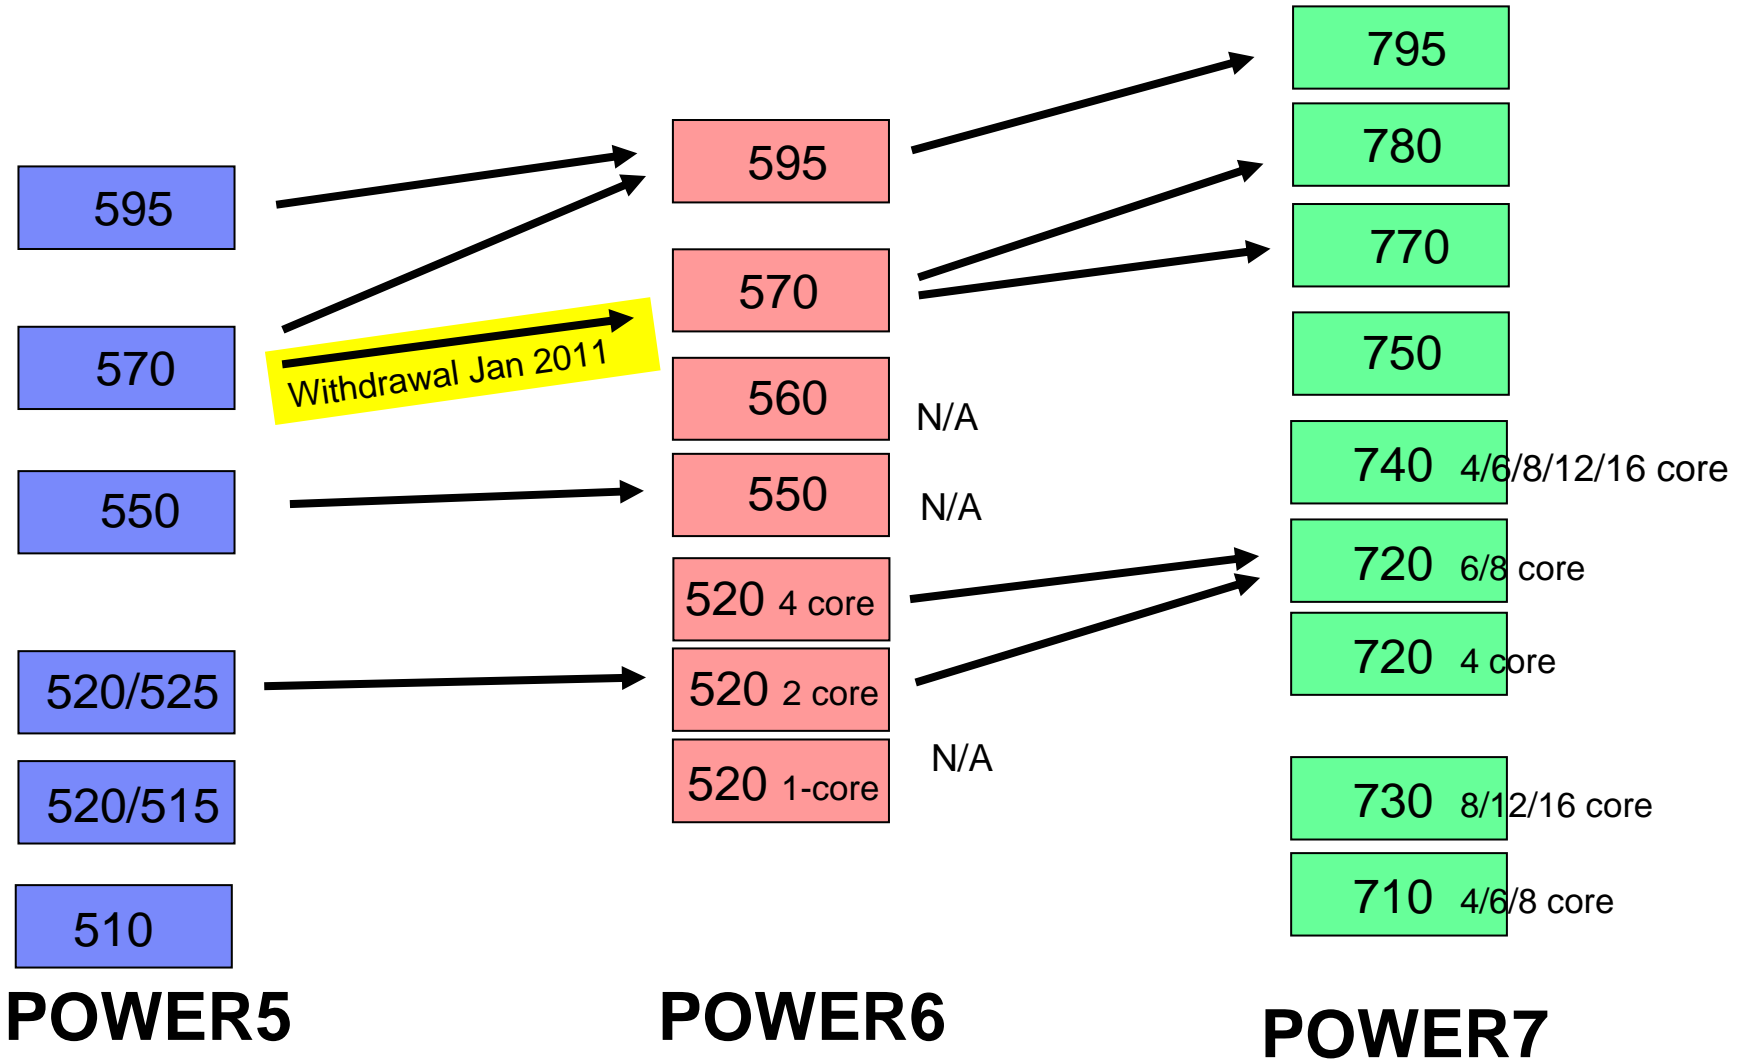 595
570
550
520/525
520/515
510
POWER5
Withdrawal Jan 2011
595
570
560
550
520 4 core
520 2 core
520 1-core
POWER6
N/A
N/A
N/A
795
780
770
750
740 4/6/8/12/16 core
720 6/8 core
720 4 core
730 8/12/16 core
710 4/6/8 core
POWER7